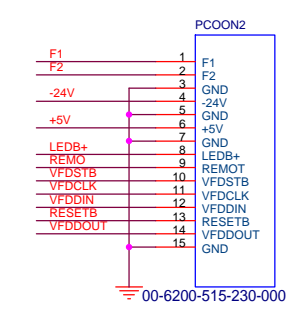 PCOON2
F1 1 F1
F2 2 F2
3 GND
-24V 4 -24V
5 GND
+5V 6 +5V
7 GND
LEDB+ 8 LEDB+
REMO 9 REMOT
VFDSTB 10 VFDSTB
VFDCLK 11 VFDCLK
VFDDIN 12 VFDDIN
RESETB 13 RESETB
VFDDOUT 14 VFDDOUT
15 GND
00-6200-515-230-000